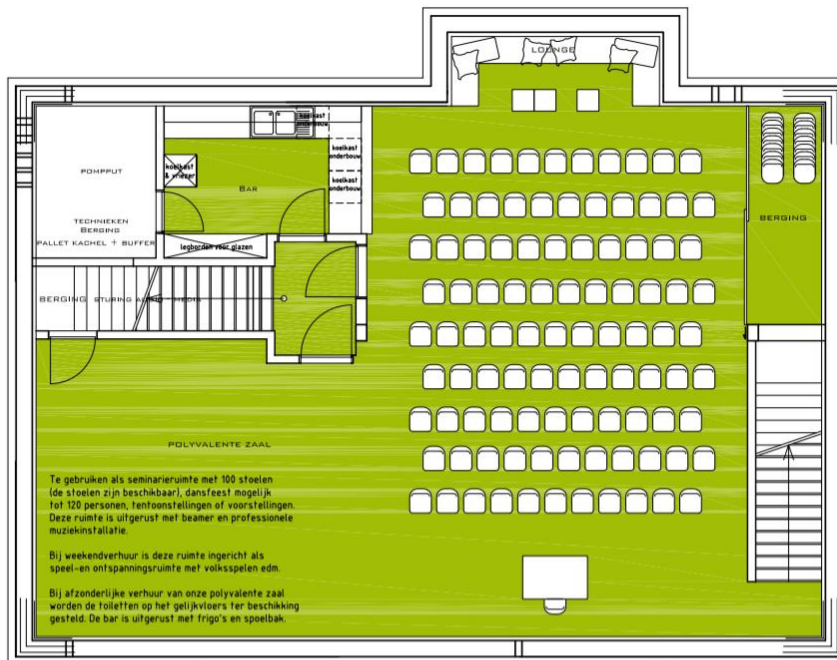 LOUNGE
koelkast
onderbouw
koelkast
onderbouw
koelkast
onderbouw
koelkast
& vriezer
BAR
POMPPUT
TECHNIEKEN
BERGING
PALLET KACHEL + BUFFER
legborden voor glazen
BERGING
BERGING STURING AUDIO - MEDIA
POLYVALENTE ZAAL
Te gebruiken als seminarieruimte met 100 stoelen
(de stoelen zijn beschikbaar), dansfeest mogelijk
tot 120 personen, tentoonstellingen of voorstellingen.
Deze ruimte is uitgerust met beamer en professionele
muziekinstallatie.
Bij weekendverhuur is deze ruimte ingericht als
speel-en ontspanningsruimte met volksspelen edm.
Bij afzonderlijke verhuur van onze polyvalente zaal
worden de toiletten op het gelijkvloers ter beschikking
gesteld. De bar is uitgerust met frigo's en spoelbak.